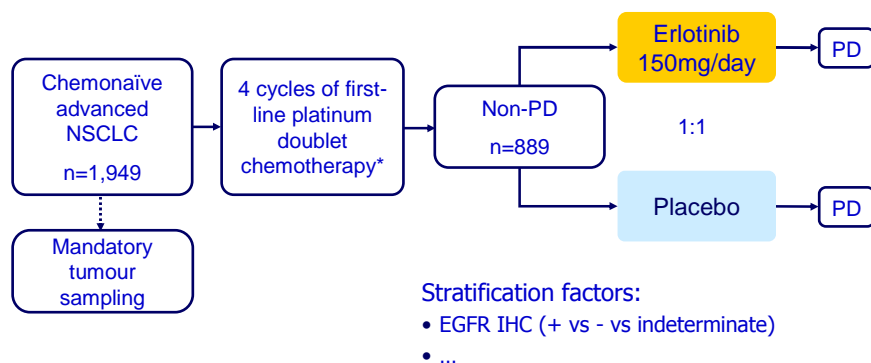 Chemonaïve
advanced
NSCLC
n=1,949
Mandatory
tumour
sampling
4 cycles of first-
line platinum
doublet
chemotherapy*
Non-PD
n=889
Erlotinib
150mg/day
PD
1:1
Placebo
PD
Stratification factors:
• EGFR IHC (+ vs - vs indeterminate)
• ...